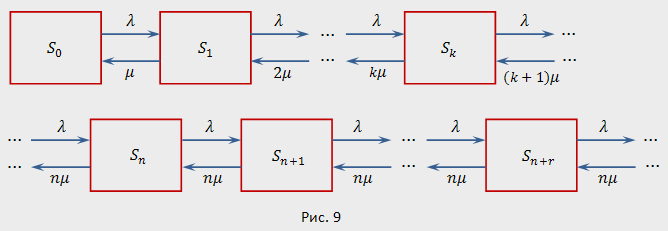 λ λ λ λ
S₀ S₁ ... ... Sₖ ...
μ 2μ kμ (k + 1)μ
... λ λ λ λ λ ...
... Sₙ Sₙ₊₁ ... ... Sₙ₊ᵣ ...
nμ nμ nμ nμ nμ
Рис. 9